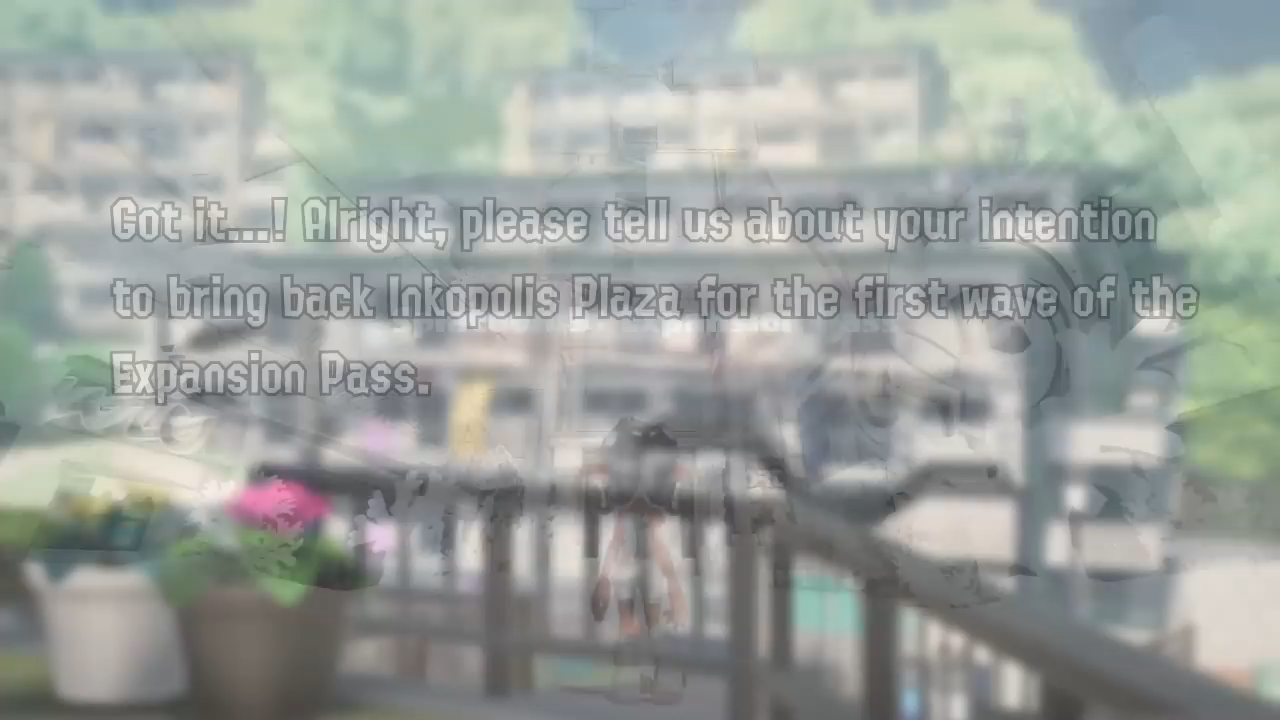 Got it...! Alright, please tell us about your intention
to bring back Inkopolis Plaza for the first wave of the
Expansion Pass.